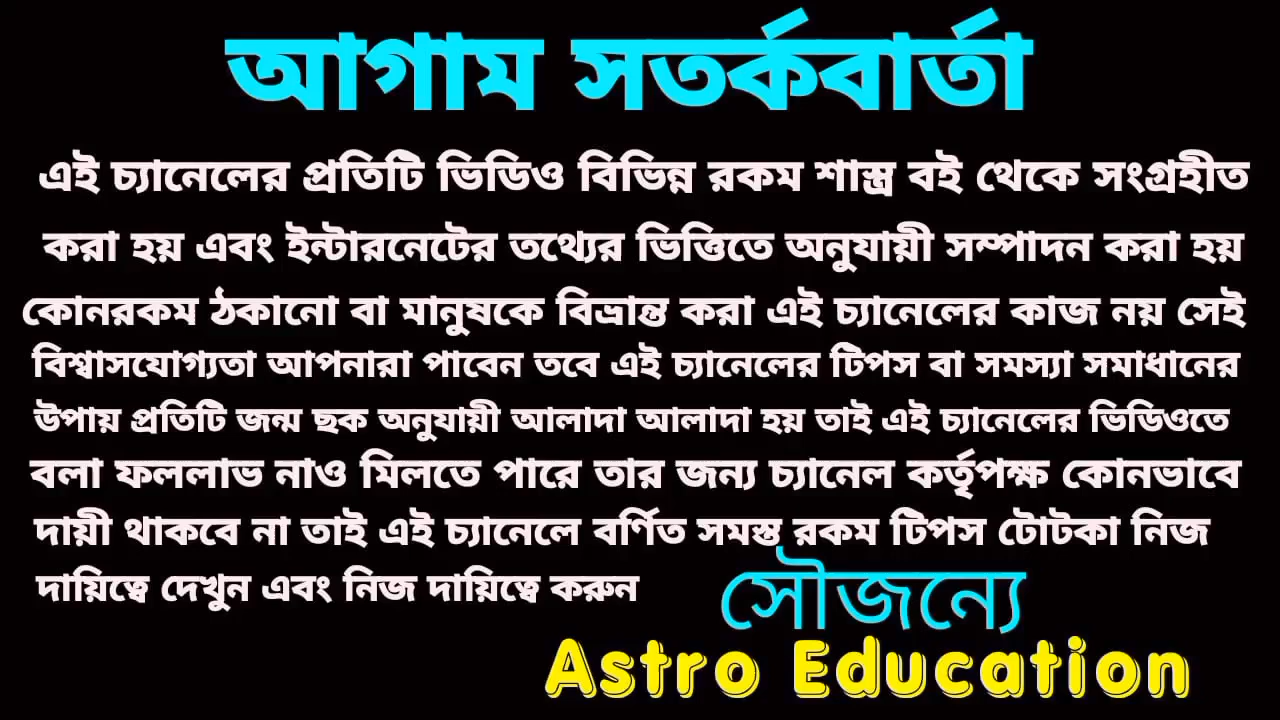 আগাম সতর্কবার্তা
এই চ্যানেলের প্রতিটি ভিডিও বিভিন্ন রকম শাস্ত্র বই থেকে সংগ্রহীত
করা হয় এবং ইন্টারনেটের তথ্যের ভিত্তিতে অনুযায়ী সম্পাদন করা হয়
কোনরকম ঠকানো বা মানুষকে বিভ্রান্ত করা এই চ্যানেলের কাজ নয় সেই
বিশ্বাসযোগ্যতা আপনারা পাবেন তবে এই চ্যানেলের টিপস বা সমস্যা সমাধানের
উপায় প্রতিটি জন্ম ছক অনুযায়ী আলাদা আলাদা হয় তাই এই চ্যানেলের ভিডিওতে
বলা ফললাভ নাও মিলতে পারে তার জন্য চ্যানেল কর্তৃপক্ষ কোনভাবে
দায়ী থাকবে না তাই এই চ্যানেলে বর্ণিত সমস্ত রকম টিপস টোটকা নিজ
দায়িত্বে দেখুন এবং নিজ দায়িত্বে করুন
সৌজন্যে
Astro Education